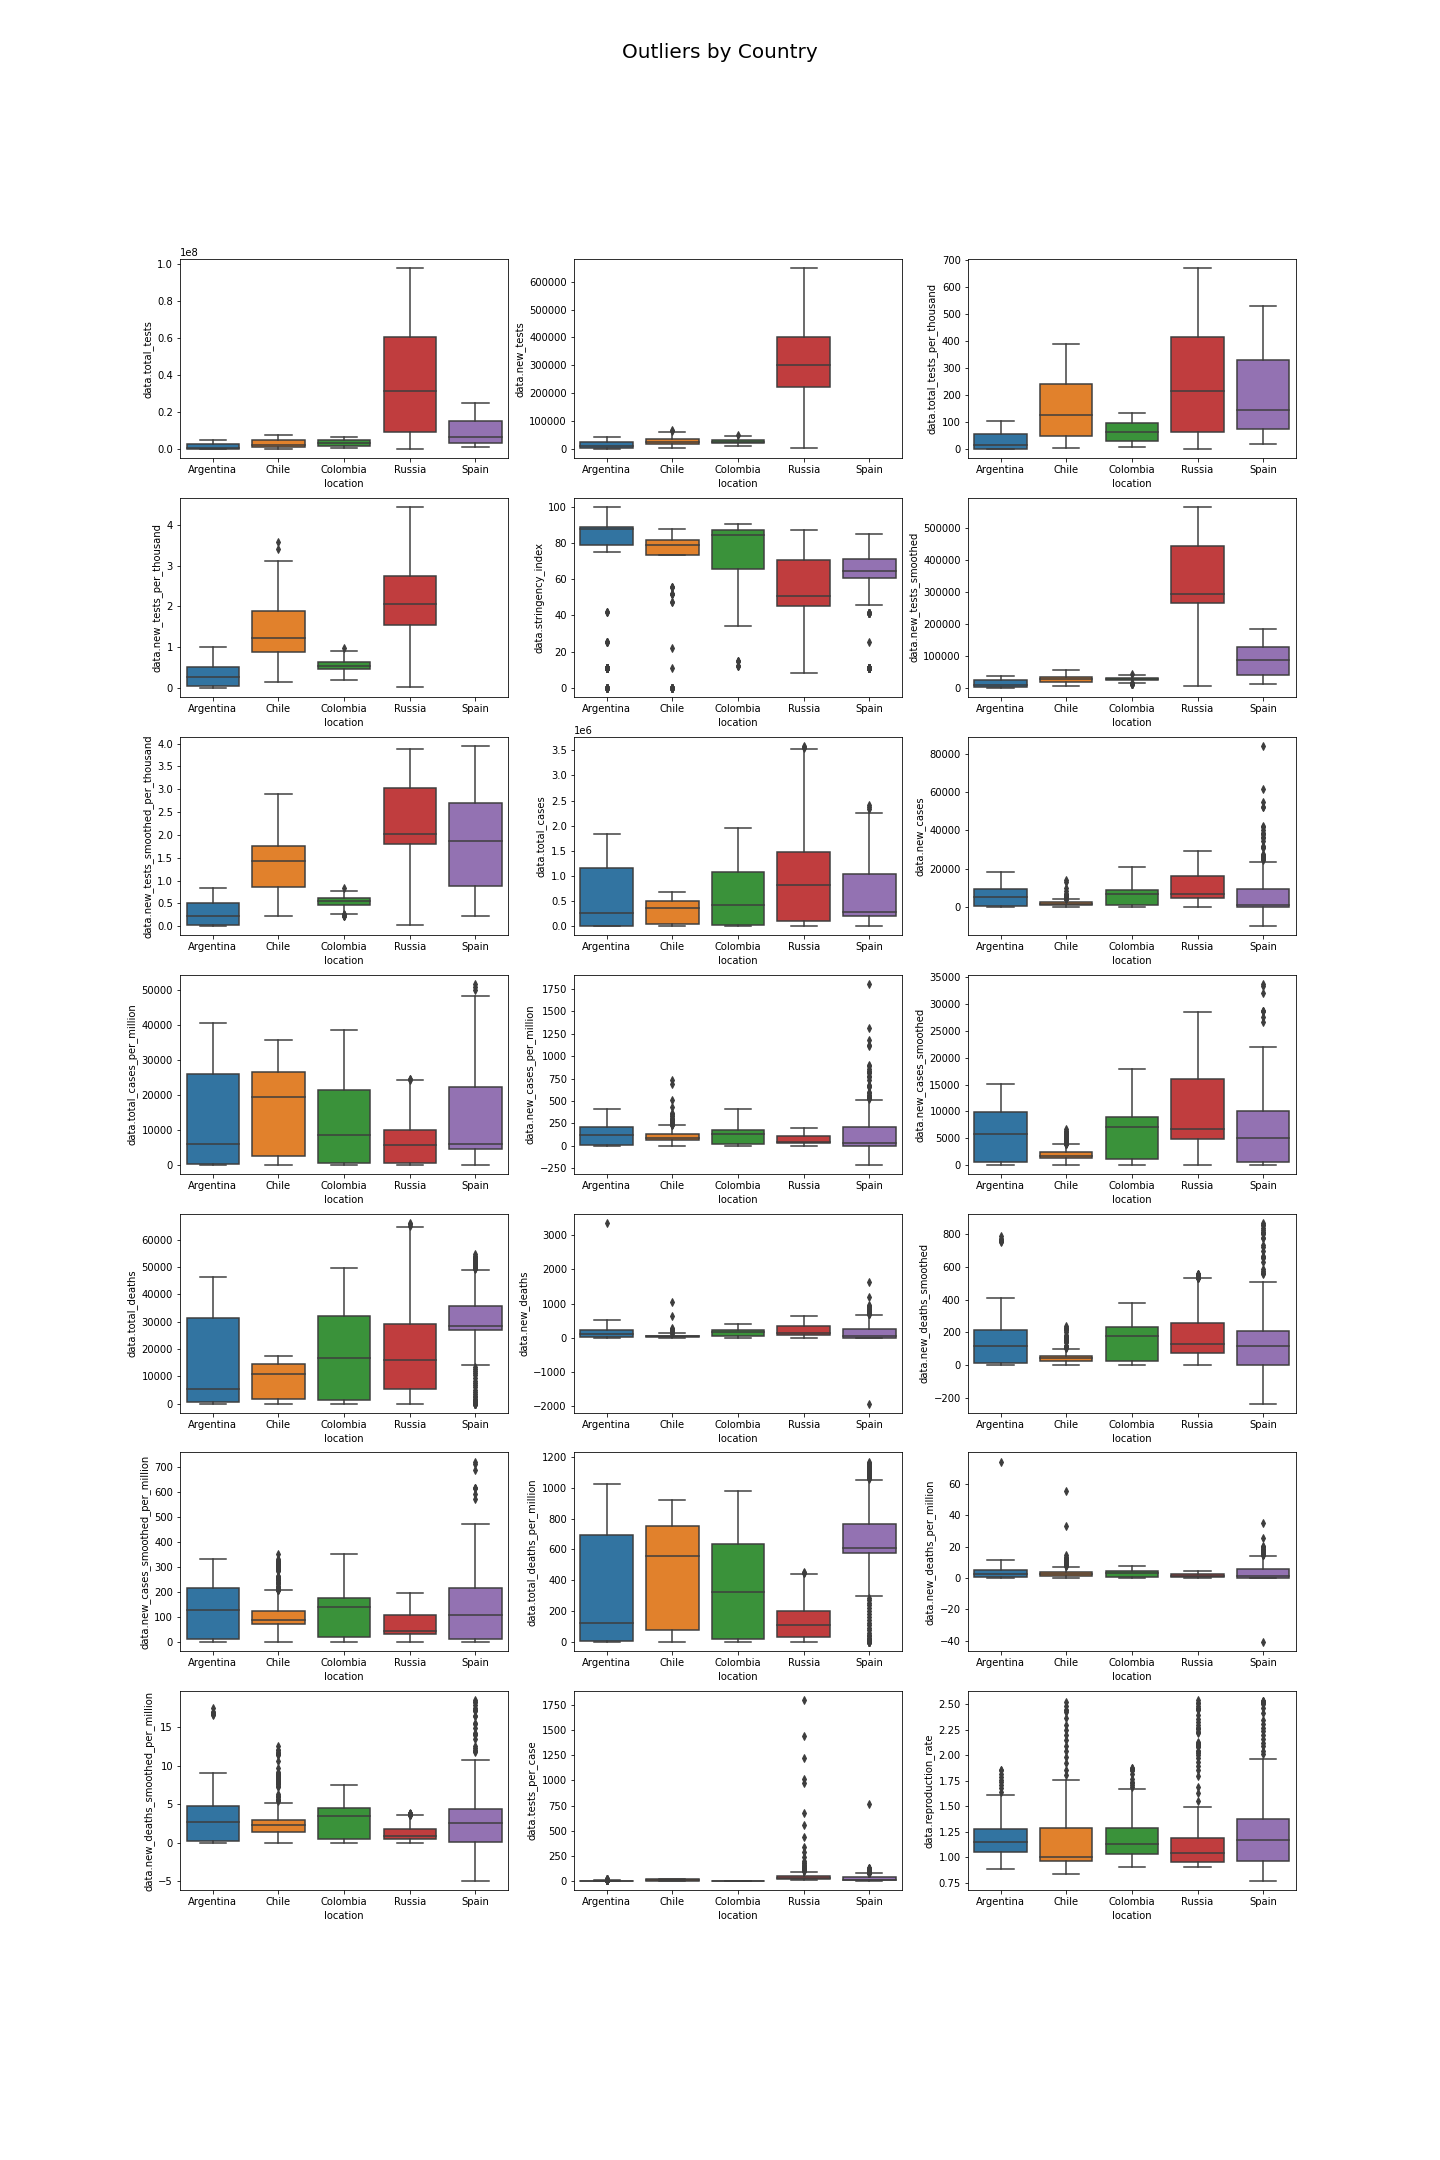 Outliers by Country
1e8
data.total_tests
1.0
0.8
0.6
0.4
0.2
0.0
Argentina Chile Colombia Russia Spain
location
data.new_tests
600000
500000
400000
300000
200000
100000
0
Argentina Chile Colombia Russia Spain
location
data.total_tests_per_thousand
700
600
500
400
300
200
100
0
Argentina Chile Colombia Russia Spain
location
data.new_tests_per_thousand
4
3
2
1
0
Argentina Chile Colombia Russia Spain
location
data.stringency_index
100
80
60
40
20
0
Argentina Chile Colombia Russia Spain
location
data.new_tests_smoothed
500000
400000
300000
200000
100000
0
Argentina Chile Colombia Russia Spain
location
data.new_tests_smoothed_per_thousand
4.0
3.5
3.0
2.5
2.0
1.5
1.0
0.5
0.0
Argentina Chile Colombia Russia Spain
location
1e6
data.total_cases
3.5
3.0
2.5
2.0
1.5
1.0
0.5
0.0
Argentina Chile Colombia Russia Spain
location
data.new_cases
80000
60000
40000
20000
0
Argentina Chile Colombia Russia Spain
location
data.total_cases_per_million
50000
40000
30000
20000
10000
0
Argentina Chile Colombia Russia Spain
location
data.new_cases_per_million
1750
1500
1250
1000
750
500
250
0
−250
Argentina Chile Colombia Russia Spain
location
data.new_cases_smoothed
35000
30000
25000
20000
15000
10000
5000
0
Argentina Chile Colombia Russia Spain
location
data.total_deaths
60000
50000
40000
30000
20000
10000
0
Argentina Chile Colombia Russia Spain
location
data.new_deaths
3000
2000
1000
0
−1000
−2000
Argentina Chile Colombia Russia Spain
location
data.new_deaths_smoothed
800
600
400
200
0
−200
Argentina Chile Colombia Russia Spain
location
data.new_cases_smoothed_per_million
700
600
500
400
300
200
100
0
Argentina Chile Colombia Russia Spain
location
data.total_deaths_per_million
1200
1000
800
600
400
200
0
Argentina Chile Colombia Russia Spain
location
data.new_deaths_per_million
60
40
20
0
−20
−40
Argentina Chile Colombia Russia Spain
location
data.new_deaths_smoothed_per_million
15
10
5
0
−5
Argentina Chile Colombia Russia Spain
location
data.tests_per_case
1750
1500
1250
1000
750
500
250
0
Argentina Chile Colombia Russia Spain
location
data.reproduction_rate
2.50
2.25
2.00
1.75
1.50
1.25
1.00
0.75
Argentina Chile Colombia Russia Spain
location